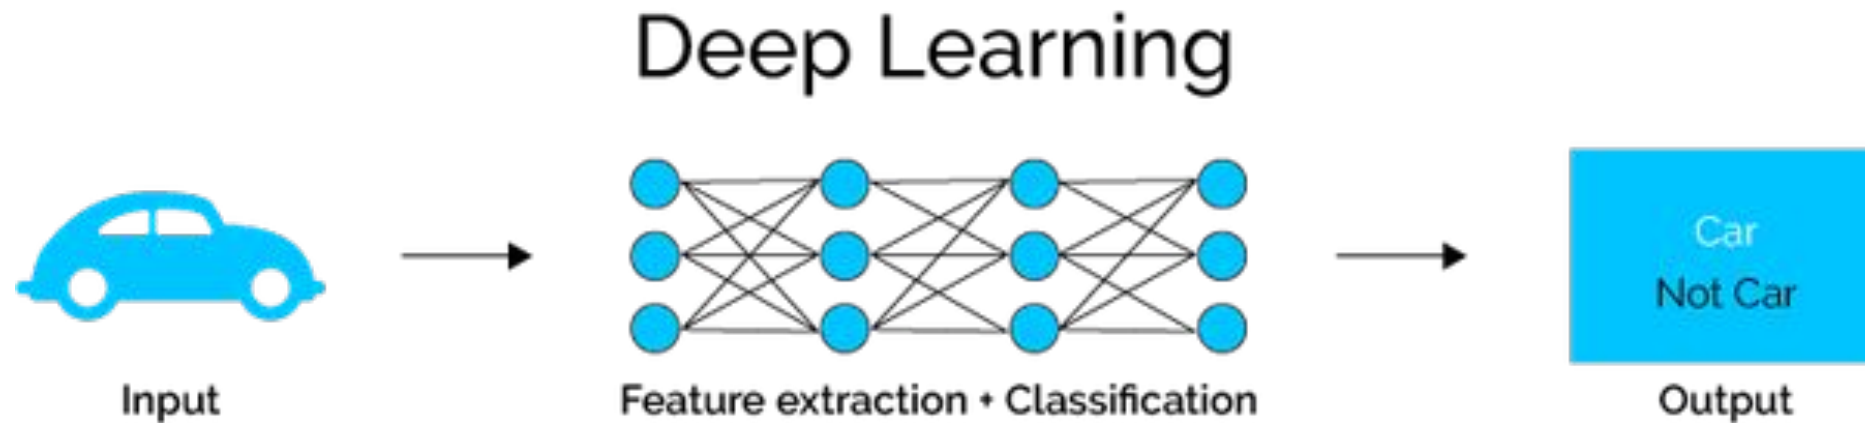 Deep Learning
Car
Not Car
Input
Feature extraction + Classification
Output